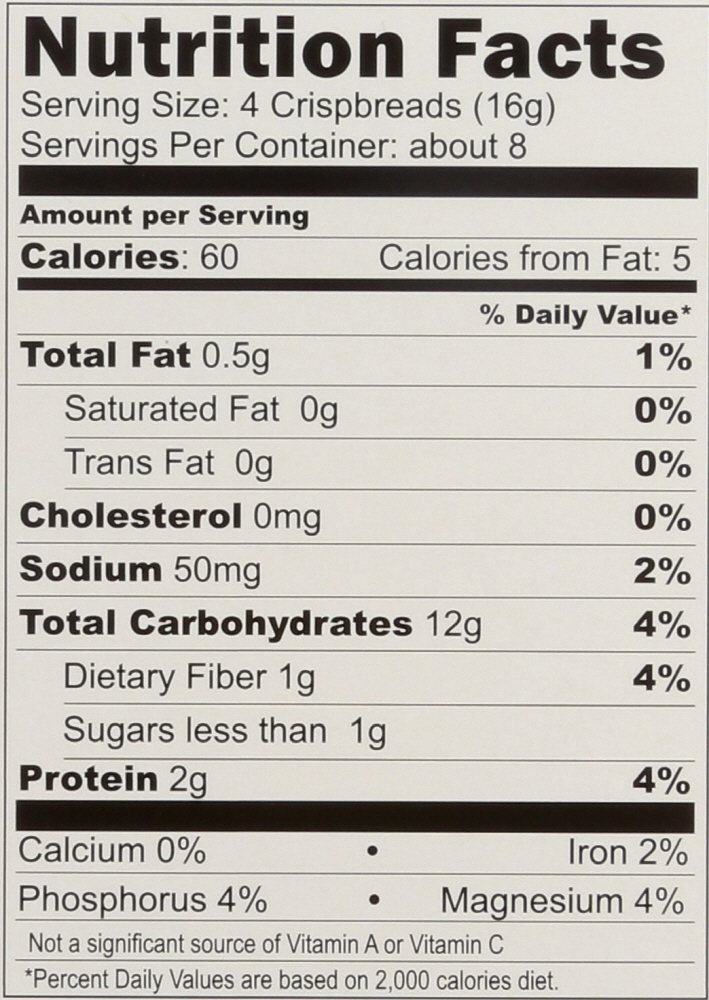 Nutrition Facts
Serving Size: 4 Crispbreads (16g)
Servings Per Container: about 8
Amount per Serving
Calories: 60 Calories from Fat: 5
% Daily Value*
Total Fat 0.5g 1%
Saturated Fat 0g 0%
Trans Fat 0g 0%
Cholesterol 0mg 0%
Sodium 50mg 2%
Total Carbohydrates 12g 4%
Dietary Fiber 1g 4%
Sugars less than 1g
Protein 2g 4%
Calcium 0% • Iron 2%
Phosphorus 4% • Magnesium 4%
Not a significant source of Vitamin A or Vitamin C
*Percent Daily Values are based on 2,000 calories diet.